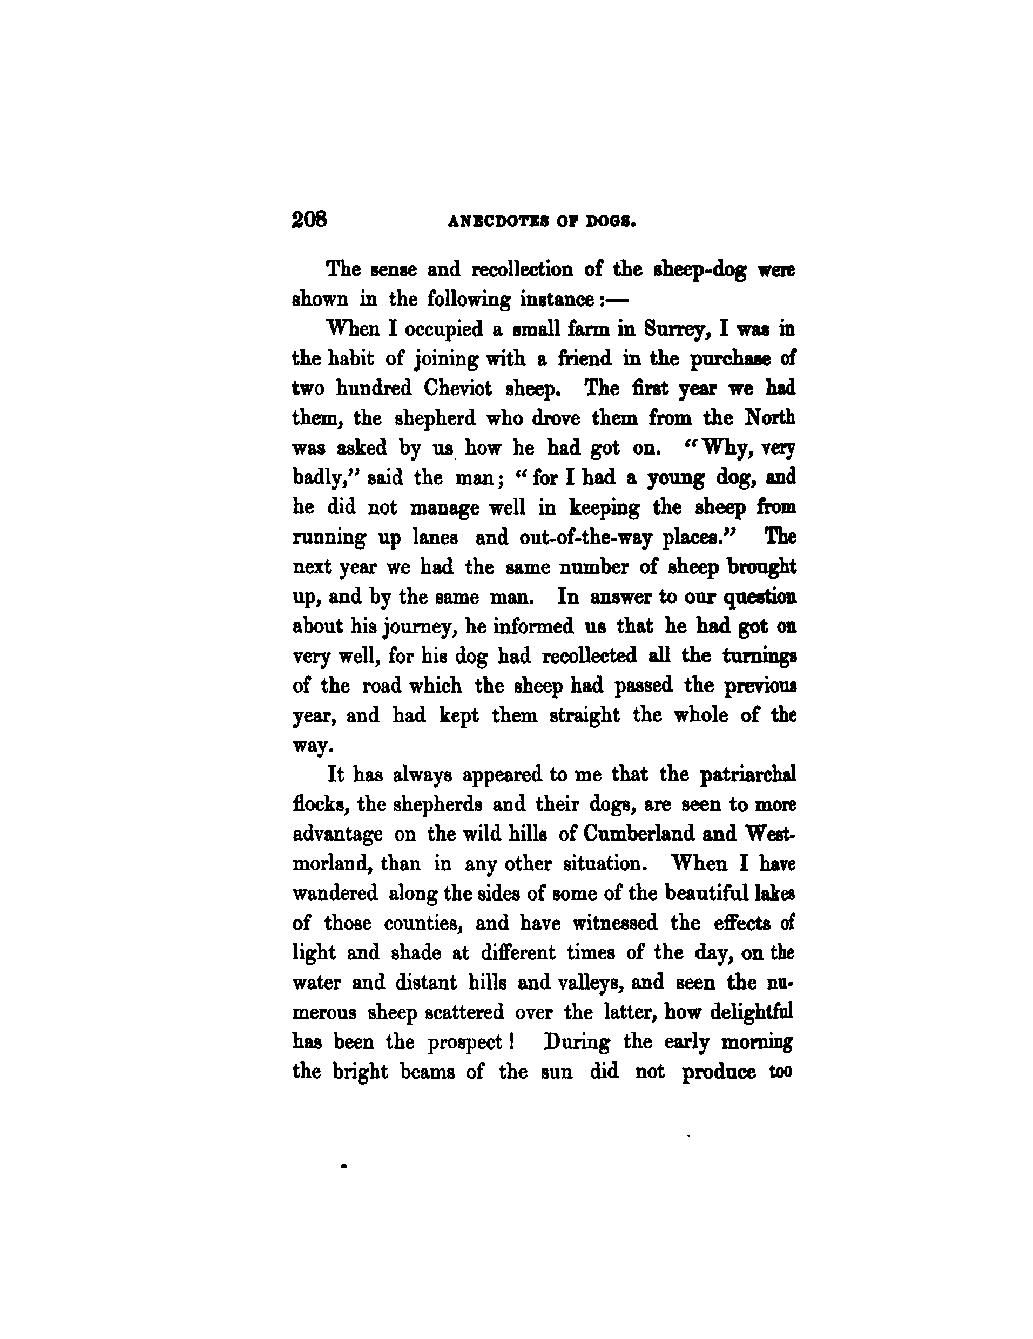 208 ANECDOTES OF DOGS.
The sense and recollection of the sheep-dog were
shown in the following instance:—
When I occupied a small farm in Surrey, I was in
the habit of joining with a friend in the purchase of
two hundred Cheviot sheep. The first year we had
them, the shepherd who drove them from the North
was asked by us how he had got on. “Why, very
badly,” said the man; “for I had a young dog, and
he did not manage well in keeping the sheep from
running up lanes and out-of-the-way places.” The
next year we had the same number of sheep brought
up, and by the same man. In answer to our question
about his journey, he informed us that he had got on
very well, for his dog had recollected all the turnings
of the road which the sheep had passed the previous
year, and had kept them straight the whole of the
way.
It has always appeared to me that the patriarchal
flocks, the shepherds and their dogs, are seen to more
advantage on the wild hills of Cumberland and West-
morland, than in any other situation. When I have
wandered along the sides of some of the beautiful lakes
of those counties, and have witnessed the effects of
light and shade at different times of the day, on the
water and distant hills and valleys, and seen the nu-
merous sheep scattered over the latter, how delightful
has been the prospect! During the early morning
the bright beams of the sun did not produce too